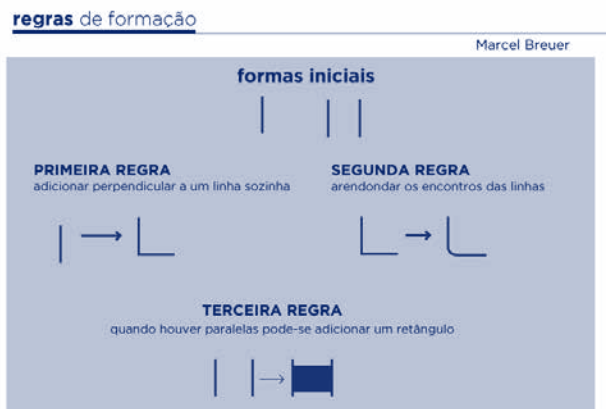 regras de formação
Marcel Breuer
formas iniciais
PRIMEIRA REGRA
adicionar perpendicular a um linha sozinha
SEGUNDA REGRA
arendondar os encontros das linhas
TERCEIRA REGRA
quando houver paralelas pode-se adicionar um retângulo